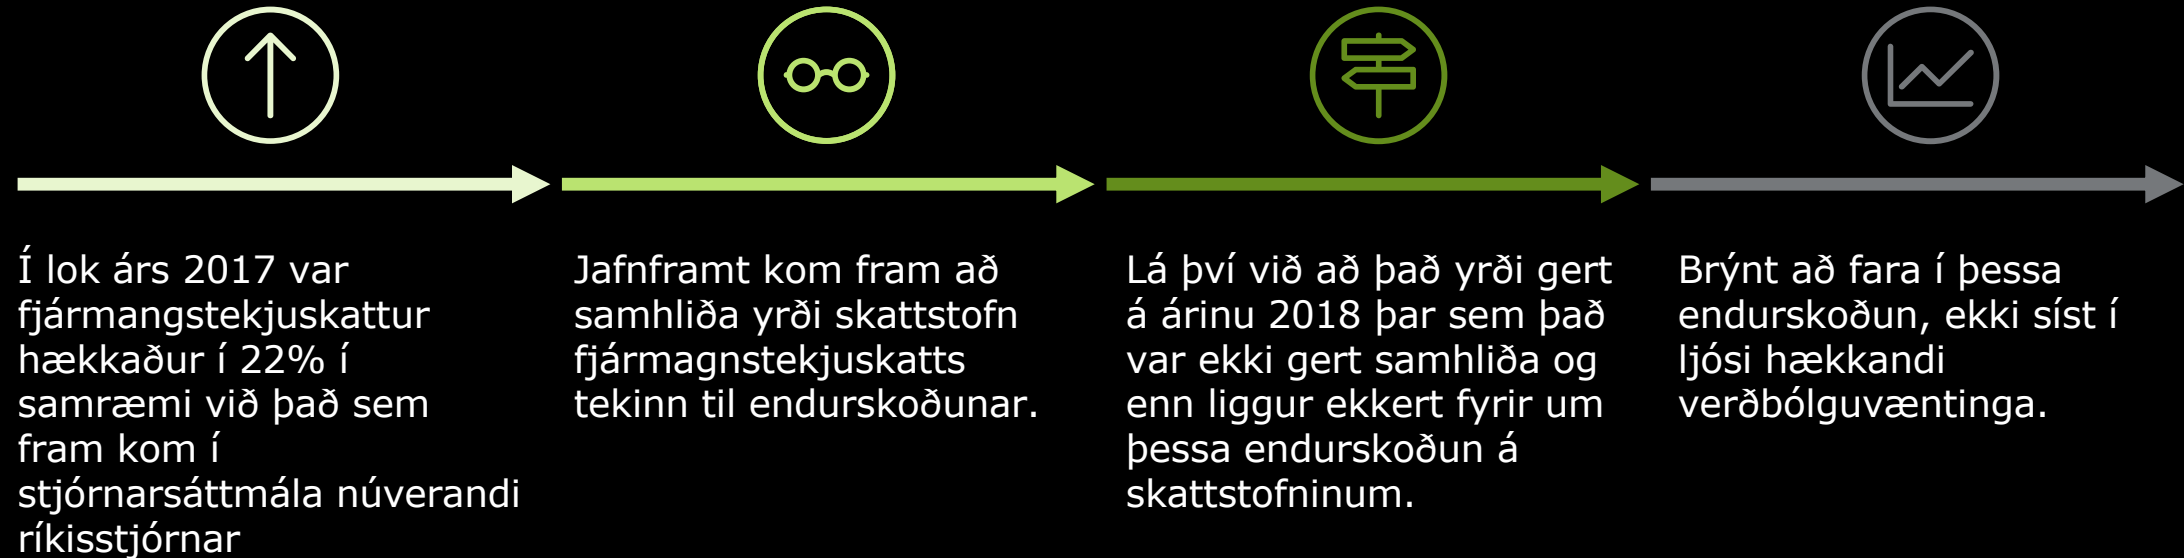 Í lok árs 2017 var
fjármangstekjuskattur
hækkaður í 22% í
samræmi við það sem
fram kom í
stjórnarsáttmála núverandi
ríkisstjórnar
Jafnframt kom fram að
samhliða yrði skattstofn
fjármagnstekjuskatts
tekinn til endurskoðunar.
Lá því við að það yrði gert
á árinu 2018 þar sem það
var ekki gert samhliða og
enn liggur ekkert fyrir um
þessa endurskoðun á
skattstofninum.
Brýnt að fara í þessa
endurskoðun, ekki síst í
ljósi hækkandi
verðbólguvæntinga.